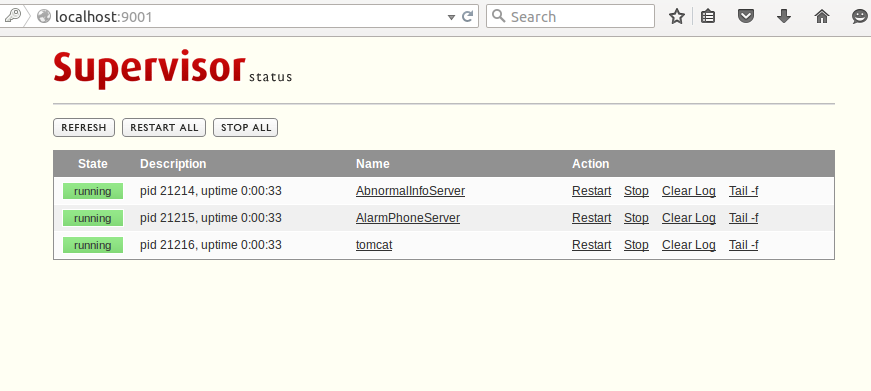 localhost:9001 Search
Supervisor status
REFRESH RESTART ALL STOP ALL
State Description Name Action
running pid 21214, uptime 0:00:33 AbnormalInfoServer Restart Stop Clear Log Tail -f
running pid 21215, uptime 0:00:33 AlarmPhoneServer Restart Stop Clear Log Tail -f
running pid 21216, uptime 0:00:33 tomcat Restart Stop Clear Log Tail -f